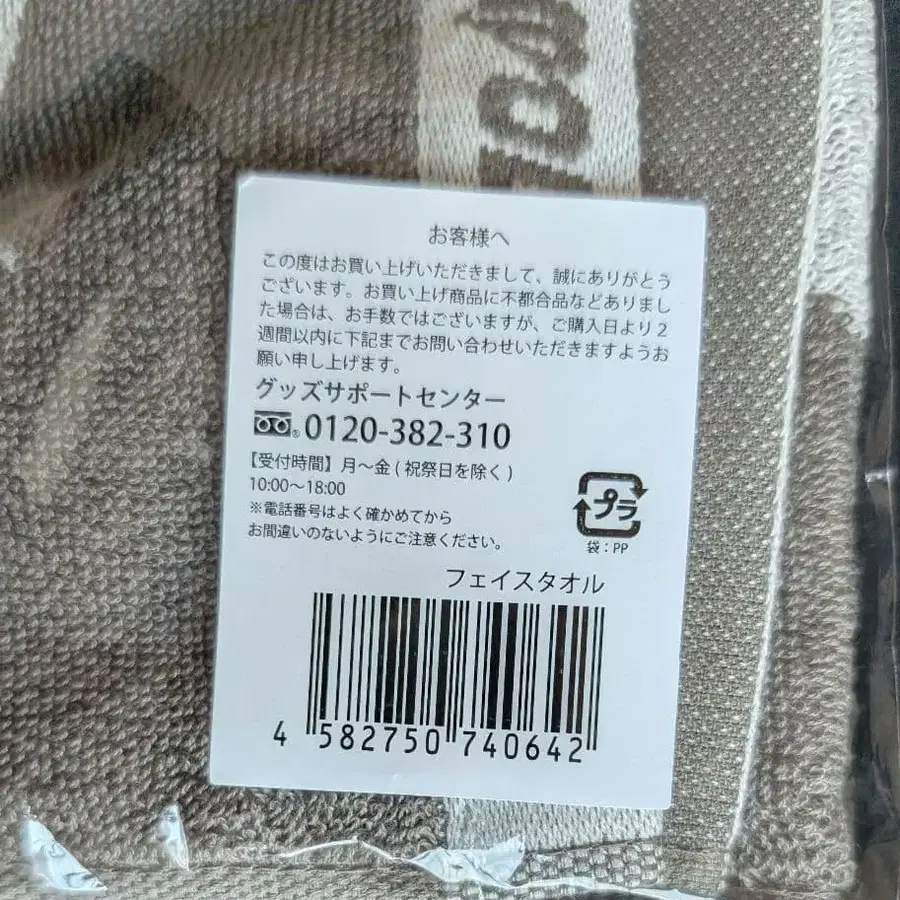 お客様へ
この度はお買い上げいただきまして、誠にありがとう
ございます。お買い上げ商品に不都合品などありまし
た場合は、お手数ではございますが、ご購入日より２
週間以内に下記までお問い合わせいただきますようお
願い申し上げます。
グッズサポートセンター
0120-382-310
【受付時間】月～金 ( 祝祭日を除く )
10:00～18:00
※電話番号はよく確かめてから
お間違いのないようにご注意ください。
プラ
袋：PP
フェイスタオル
4 582750 740642